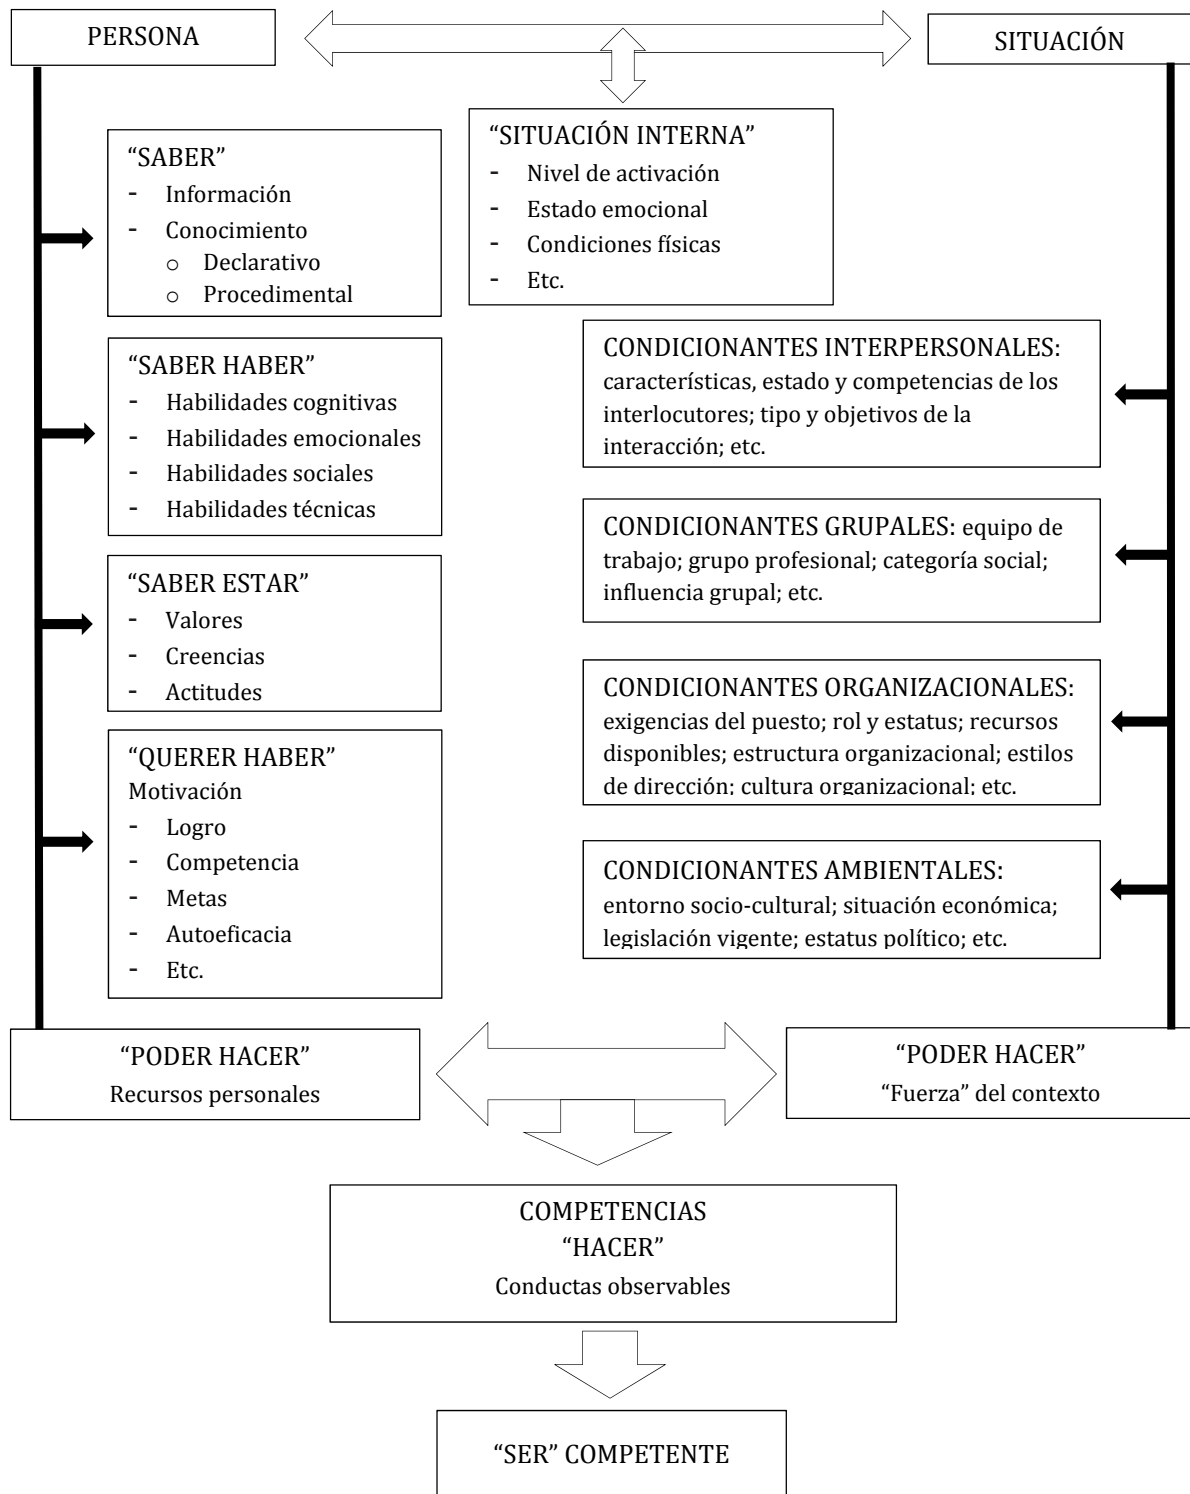 PERSONA
SITUACIÓN
“SABER”
- Información
- Conocimiento
o Declarativo
o Procedimental
“SITUACIÓN INTERNA”
- Nivel de activación
- Estado emocional
- Condiciones físicas
- Etc.
“SABER HABER”
- Habilidades cognitivas
- Habilidades emocionales
- Habilidades sociales
- Habilidades técnicas
“SABER ESTAR”
- Valores
- Creencias
- Actitudes
“QUERER HABER”
Motivación
- Logro
- Competencia
- Metas
- Autoeficacia
- Etc.
CONDICIONANTES INTERPERSONALES:
características, estado y competencias de los
interlocutores; tipo y objetivos de la
interacción; etc.
CONDICIONANTES GRUPALES: equipo de
trabajo; grupo profesional; categoría social;
influencia grupal; etc.
CONDICIONANTES ORGANIZACIONALES:
exigencias del puesto; rol y estatus; recursos
disponibles; estructura organizacional; estilos
de dirección; cultura organizacional; etc.
CONDICIONANTES AMBIENTALES:
entorno socio-cultural; situación económica;
legislación vigente; estatus político; etc.
“PODER HACER”
Recursos personales
“PODER HACER”
“Fuerza” del contexto
COMPETENCIAS
“HACER”
Conductas observables
“SER” COMPETENTE